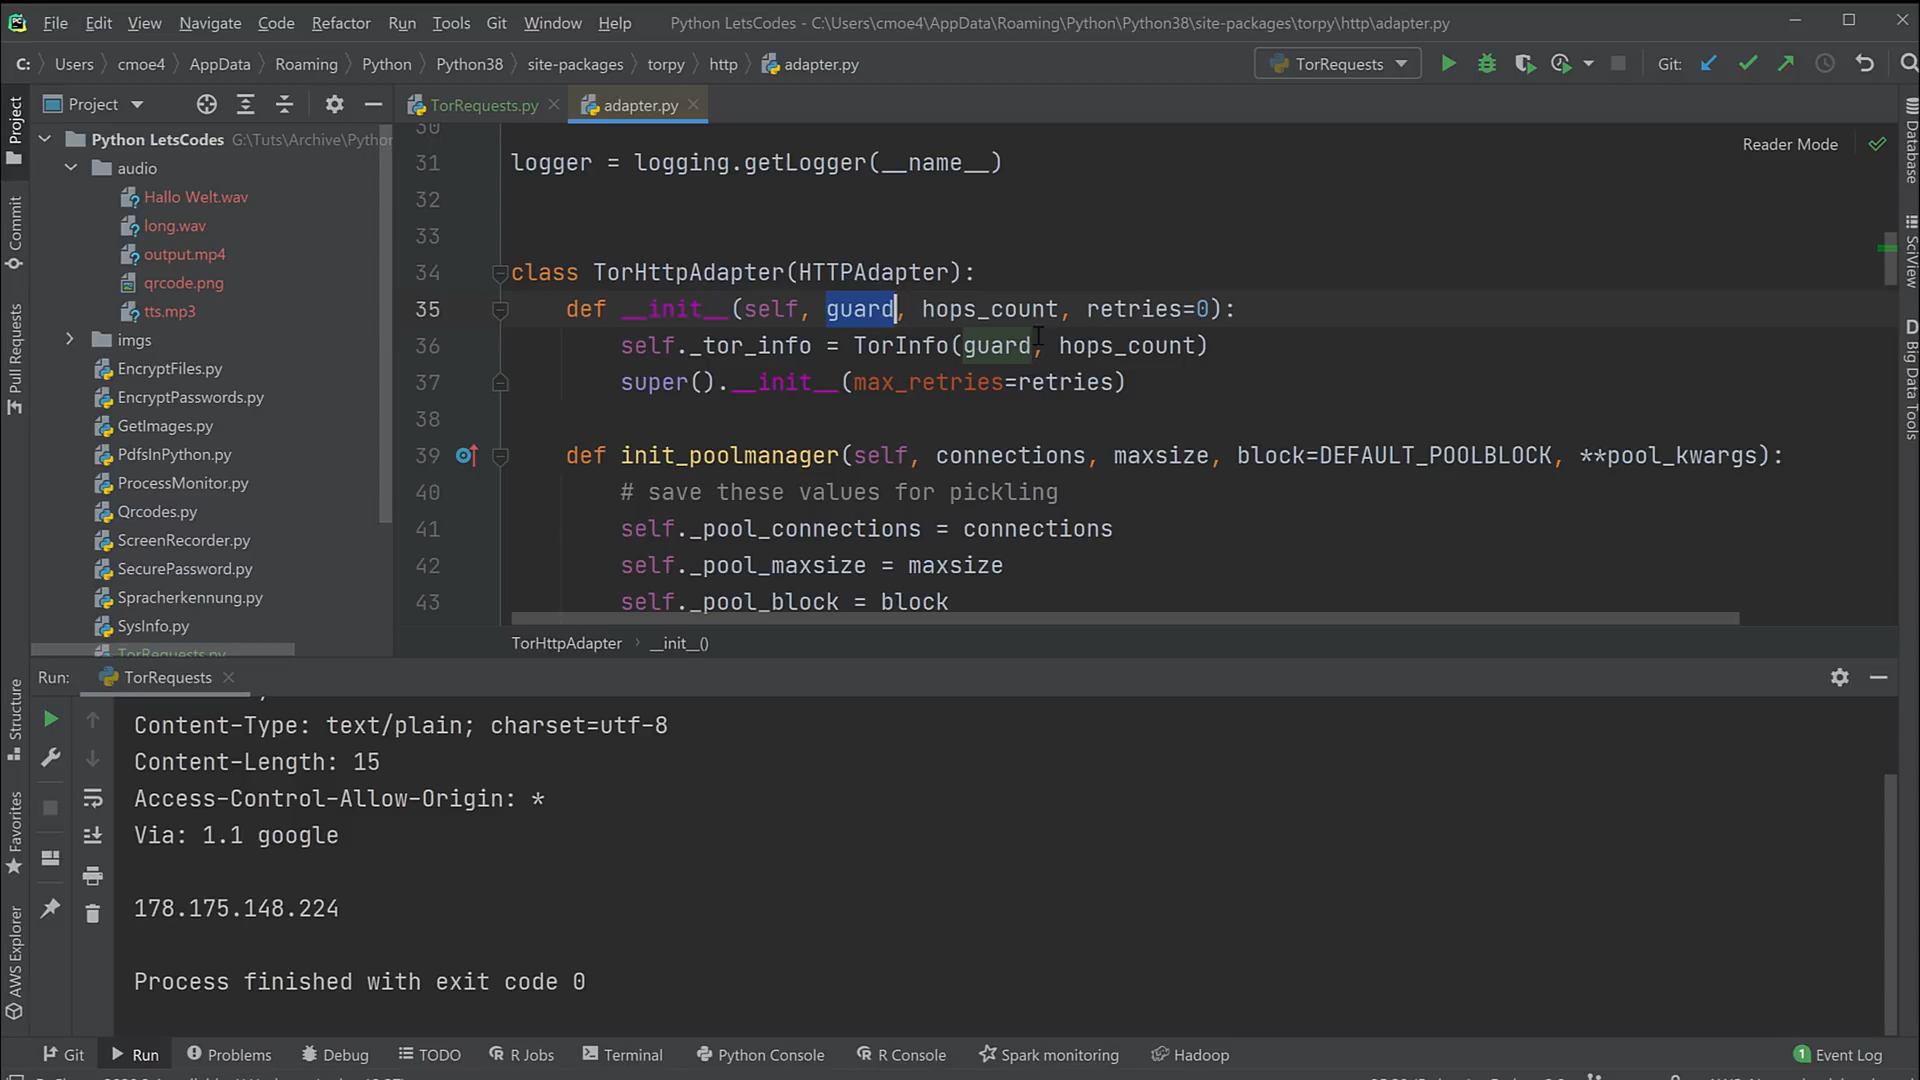 File Edit View Navigate Code Refactor Run Tools Git Window Help Python LetsCodes - C:\Users\cmoe4\AppData\Roaming\Python\Python38\site-packages\torpy\http\adapter.py
C: Users cmoe4 AppData Roaming Python Python38 site-packages torpy http adapter.py TorRequests Git:
Project TorRequests.py adapter.py
Project
Commit
Pull Requests
Structure
Favorites
AWS Explorer
Python LetsCodes G:\Tuts\Archive\Python
audio
Hallo Welt.wav
long.wav
output.mp4
qrcode.png
tts.mp3
imgs
EncryptFiles.py
EncryptPasswords.py
GetImages.py
PdfsInPython.py
ProcessMonitor.py
Qrcodes.py
ScreenRecorder.py
SecurePassword.py
Spracherkennung.py
SysInfo.py
TorRequests.py
Reader Mode
30
31 logger = logging.getLogger(__name__)
32
33
34 class TorHttpAdapter(HTTPAdapter):
35 def __init__(self, guard, hops_count, retries=0):
36 self._tor_info = TorInfo(guard, hops_count)
37 super().__init__(max_retries=retries)
38
39 def init_poolmanager(self, connections, maxsize, block=DEFAULT_POOLBLOCK, **pool_kwargs):
40 # save these values for pickling
41 self._pool_connections = connections
42 self._pool_maxsize = maxsize
43 self._pool_block = block
TorHttpAdapter __init__()
Database
SciView
D Big Data Tools
Run: TorRequests
Content-Type: text/plain; charset=utf-8
Content-Length: 15
Access-Control-Allow-Origin: *
Via: 1.1 google
178.175.148.224
Process finished with exit code 0
Git Run Problems Debug TODO R Jobs Terminal Python Console R Console Spark monitoring Hadoop 1 Event Log